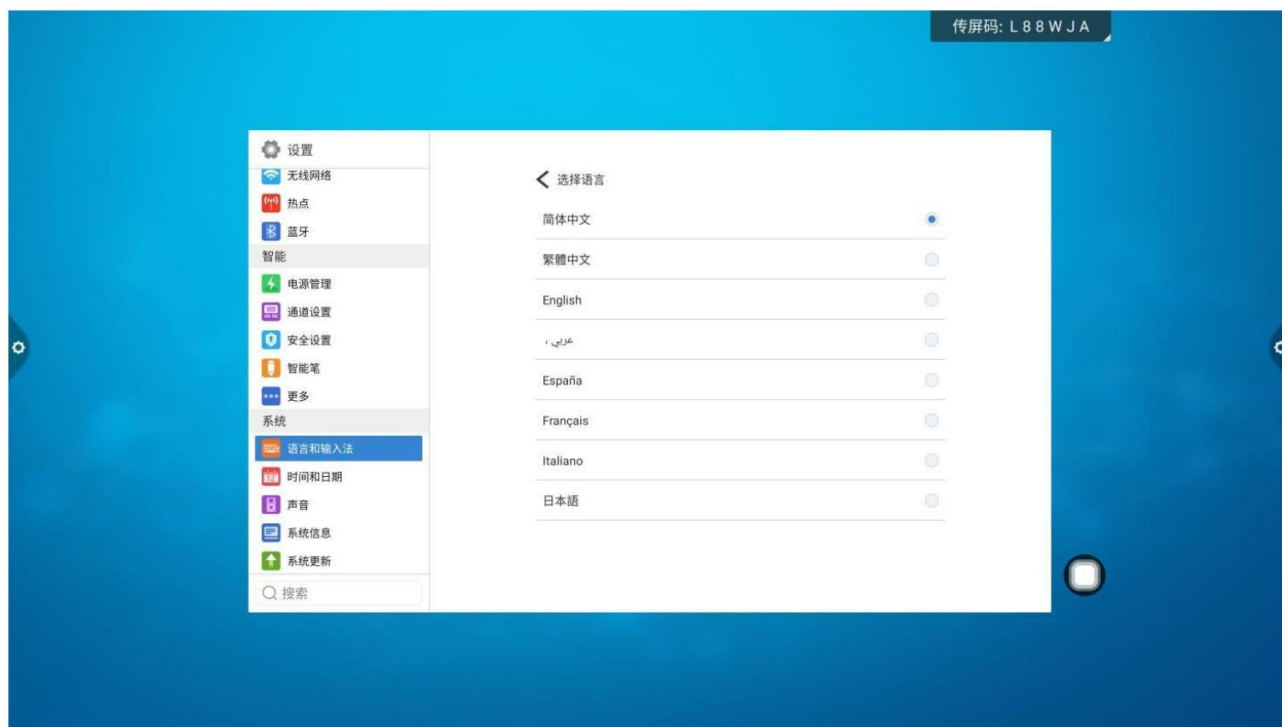 传屏码: L 8 8 W J A
设置
无线网络
热点
蓝牙
智能
电源管理
通道设置
安全设置
智能笔
更多
系统
语言和输入法
时间和日期
声音
系统信息
系统更新
搜索
选择语言
简体中文
繁體中文
English
عربي ،
España
Français
Italiano
日本語